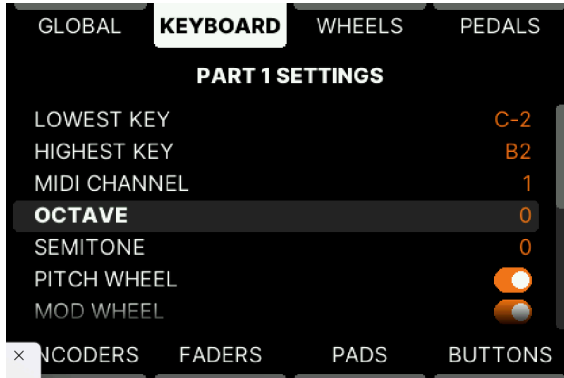 GLOBAL KEYBOARD WHEELS PEDALS
PART 1 SETTINGS
LOWEST KEY C-2
HIGHEST KEY B2
MIDI CHANNEL 1
OCTAVE 0
SEMITONE 0
PITCH WHEEL
MOD WHEEL
NCODERS FADERS PADS BUTTONS